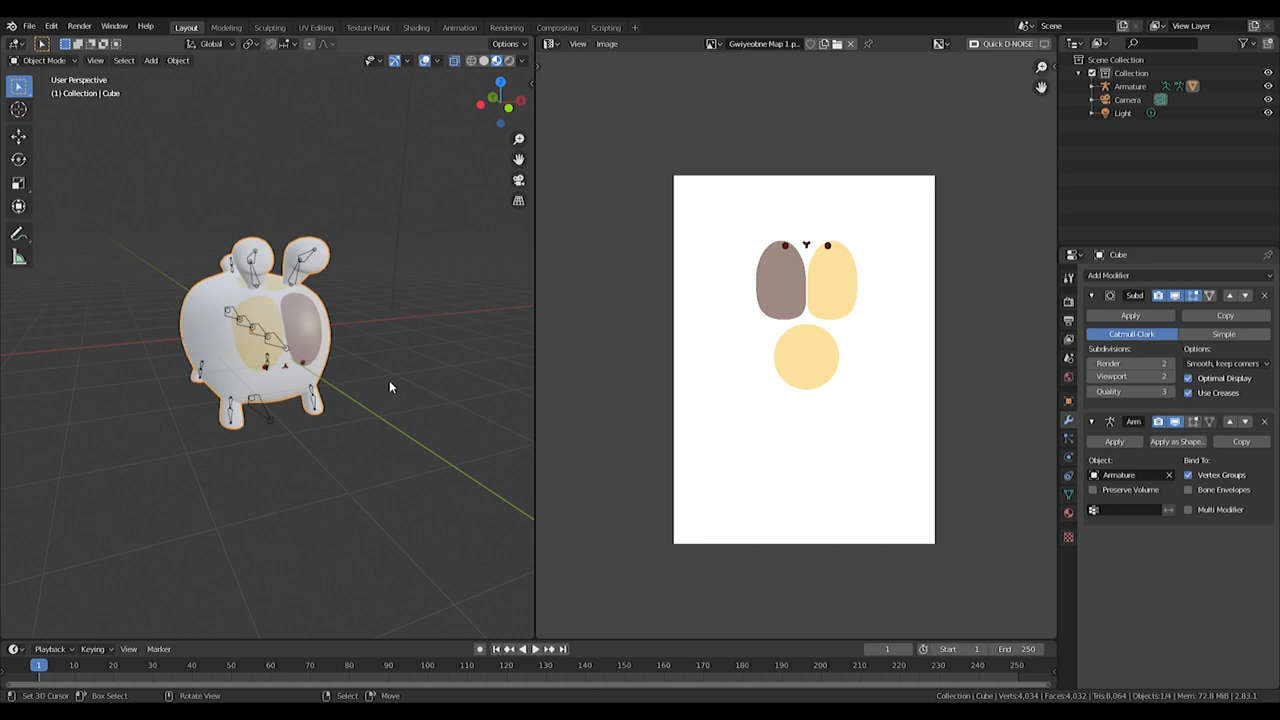 File Edit Render Window Help Layout Modeling Sculpting UV Editing Texture Paint Shading Animation Rendering Compositing Scripting + Scene View Layer
Global Options View Image Gwiyeobne Map 1.p... Quick D-NOISE
Object Mode View Select Add Object
User Perspective
(1) Collection | Cube
Scene Collection
Collection
Armature
Camera
Light
Cube
Add Modifier
Subd
Apply Copy
Catmull-Clark Simple
Subdivisions: Options:
Render 2 Smooth, keep corners
Viewport 2 Optimal Display
Quality 3 Use Creases
Arm
Apply Apply as Shape.. Copy
Object: Bind To:
Armature Vertex Groups
Preserve Volume Bone Envelopes
Multi Modifier
Playback Keying View Marker 1 Start 1 End 250
1 10 20 30 40 50 60 70 80 90 100 110 120 130 140 150 160 170 180 190 200 210 220 230 240 250
Set 3D Cursor Box Select Rotate View Select Move Collection | Cube | Verts:4,034 | Faces:4,032 | Tris:8,064 | Objects:1/4 | Mem: 72.8 MiB | 2.83.1